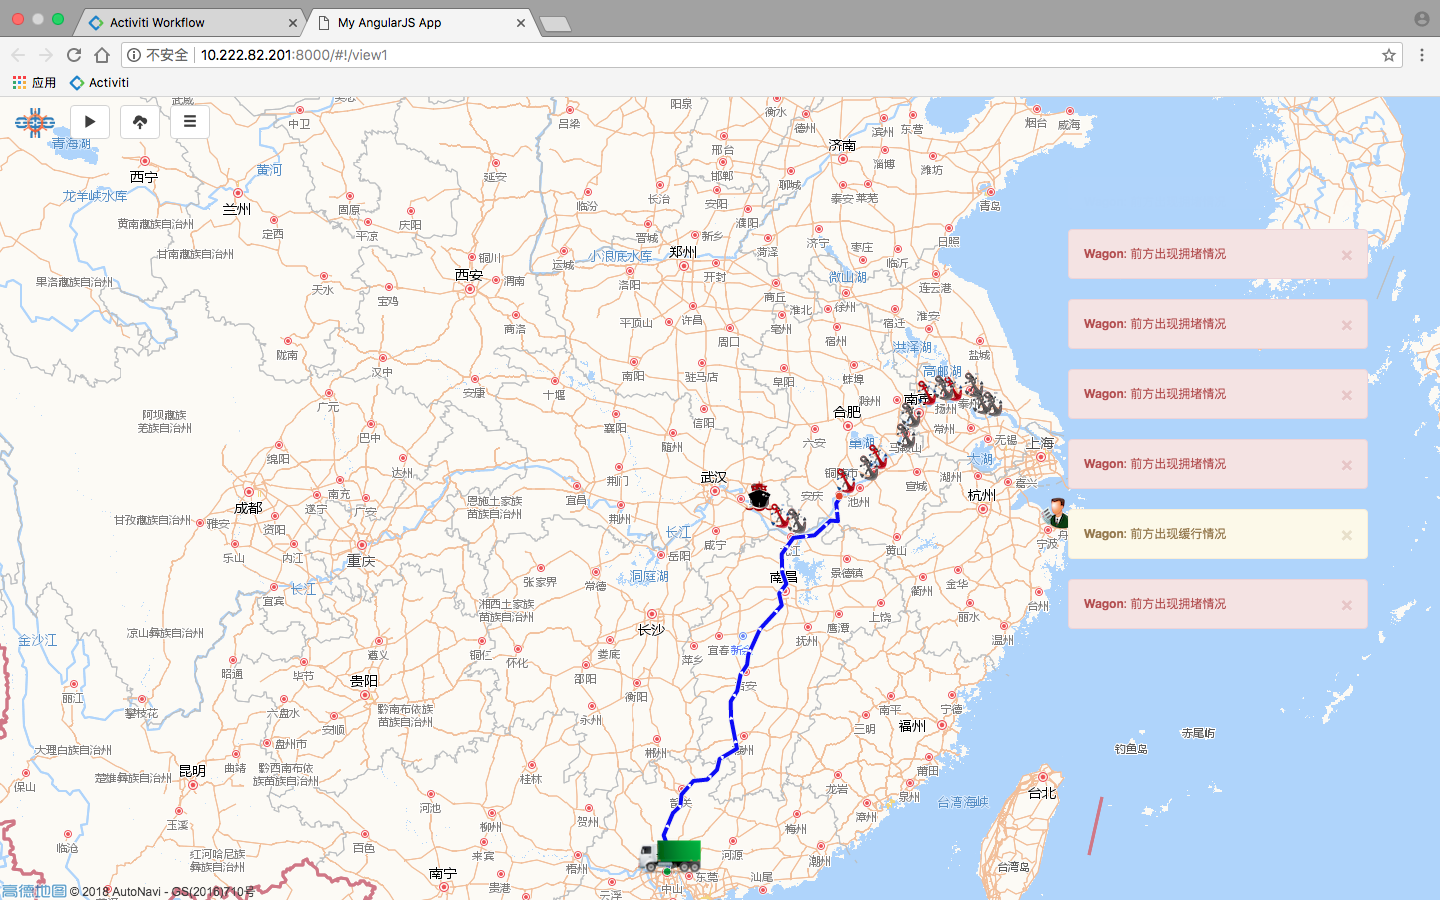 Activiti Workflow
My AngularJS App
不安全
10.222.82.201:8000/#!/view1
应用
Activiti
武威
中卫
吕梁
阳泉
衡水
德州
滨州
东营
烟台
威海
青海湖
西宁
黄河
延安
邢台
济南
淄博
潍坊
龙羊峡水库
兰州
固原
庆阳
临汾
长治
邯郸
安阳
聊城
泰安
莱芜
青岛
黄南藏族自治州
定西
平凉
晋城
新乡
濮阳
济宁
枣庄
日照
甘南藏族自治州
铜川
运城
小浪底水库
郑州
菏泽
临沂
果洛藏族自治州
天水
宝鸡
西安
渭南
洛阳
开封
微山湖
连云港
商丘
商洛
平顶山
许昌
亳州
淮北
徐州
宿迁
淮安
陇南
汉中
周口
宿州
洪泽湖
盐城
安康
十堰
南阳
驻马店
阜阳
蚌埠
高邮湖
阿坝藏族
羌族自治州
广元
巴中
襄阳
信阳
合肥
滁州
南京
扬州
泰州
绵阳
达州
随州
六安
巢湖
马鞍山
常州
无锡
上海
成都
南充
遂宁
广安
荆门
武汉
安庆
池州
宣城
湖州
太湖
嘉兴
杭州
甘孜藏族自治州
雅安
资阳
恩施土家族
苗族自治州
宜昌
荆州
长江
咸宁
九江
黄山
宁波
乐山
内江
重庆
岳阳
洞庭湖
南昌
景德镇
衢州
金华
台州
宜宾
长江
张家界
常德
湘西土家族
苗族自治州
长沙
鹰潭
上饶
丽水
金沙江
凉山彝族自治州
遵义
铜仁
怀化
娄底
萍乡
宜春
抚州
温州
昭通
毕节
贵阳
邵阳
衡阳
吉安
丽江
攀枝花
六盘水
安顺
黔南布依族
苗族自治州
永州
南平
宁德
三明
福州
大理白族自治州
盘州市
郴州
赤尾屿
钓鱼岛
楚雄彝族自治州
昆明
曲靖
黔西南布依
族苗族自治州
桂林
韶关
龙岩
莆田
泉州
台湾海峡
台北
保山
玉溪
河池
柳州
贺州
梅州
漳州
临沧
红河哈尼族
彝族自治州
百色
来宾
梧州
河源
潮州
南宁
贵港
云浮
中山
东莞
汕尾
台湾岛
Wagon: 前方出现拥堵情况 ×
Wagon: 前方出现拥堵情况 ×
Wagon: 前方出现拥堵情况 ×
Wagon: 前方出现拥堵情况 ×
Wagon: 前方出现缓行情况 ×
Wagon: 前方出现拥堵情况 ×
高德地图 © 2018 AutoNavi - GS(2016)710号